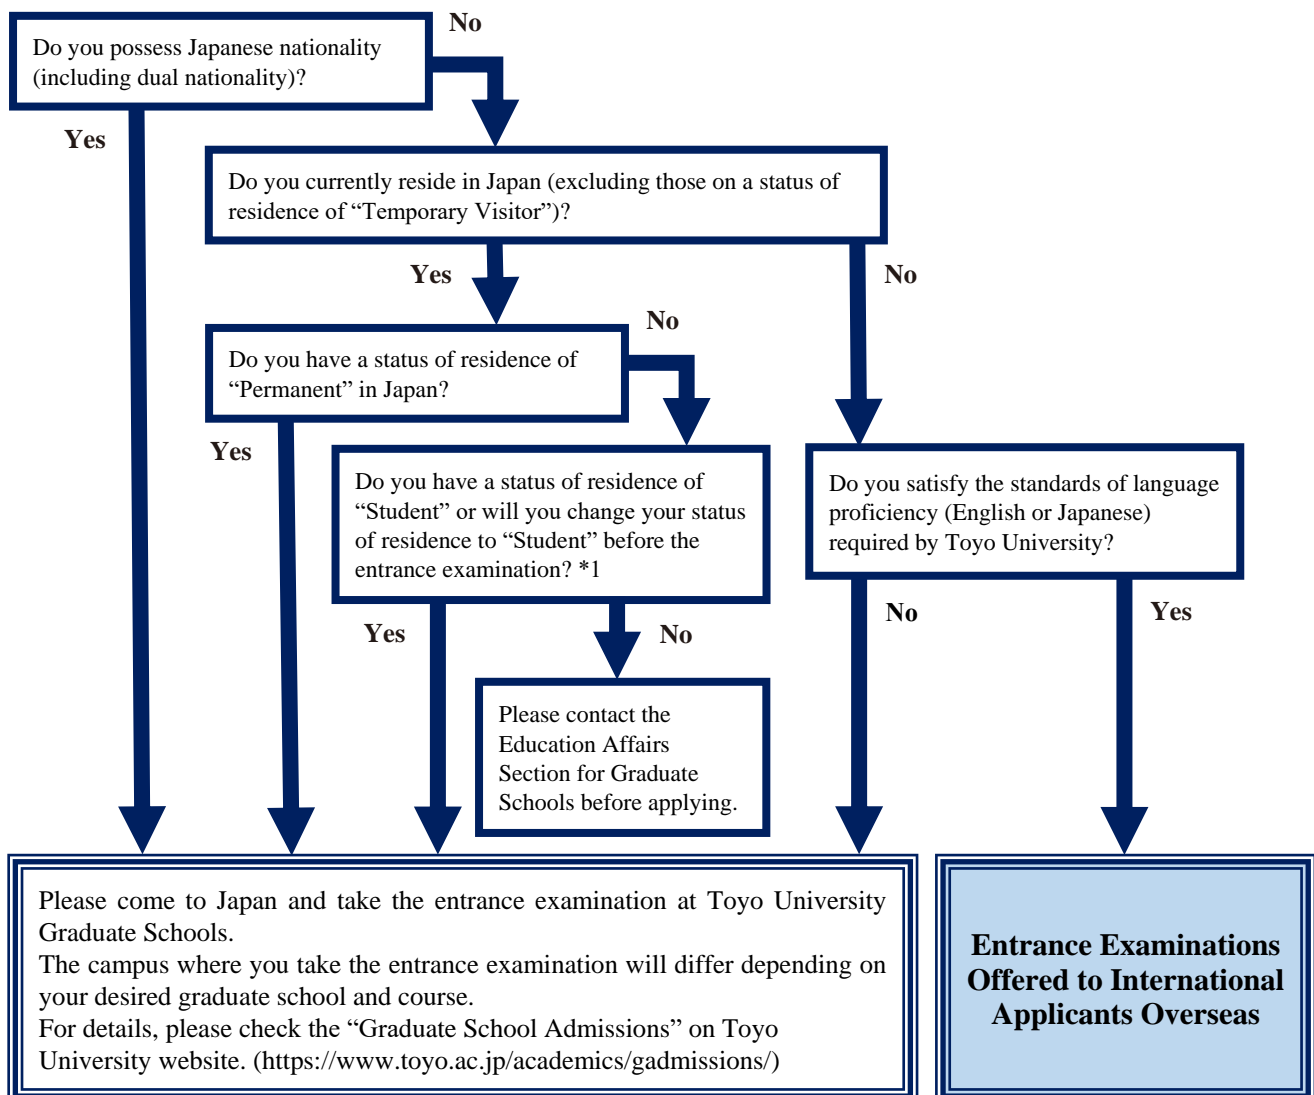 No
Do you possess Japanese nationality
(including dual nationality)?
Yes
Do you currently reside in Japan (excluding those on a status of
residence of “Temporary Visitor”)?
Yes
No
No
Do you have a status of residence of
“Permanent” in Japan?
Yes
Do you have a status of residence of
“Student” or will you change your status
of residence to “Student” before the
entrance examination? *1
Do you satisfy the standards of language
proficiency (English or Japanese)
required by Toyo University?
Yes
No
No
Yes
Please contact the
Education Affairs
Section for Graduate
Schools before applying.
Please come to Japan and take the entrance examination at Toyo University
Graduate Schools.
The campus where you take the entrance examination will differ depending on
your desired graduate school and course.
For details, please check the “Graduate School Admissions” on Toyo
University website. (https://www.toyo.ac.jp/academics/gadmissions/)
Entrance Examinations
Offered to International
Applicants Overseas